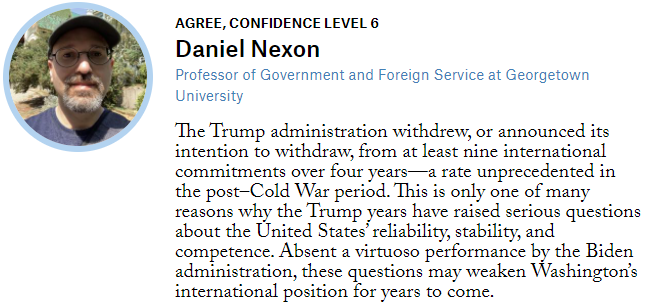 AGREE, CONFIDENCE LEVEL 6
Daniel Nexon
Professor of Government and Foreign Service at Georgetown
University
The Trump administration withdrew, or announced its
intention to withdraw, from at least nine international
commitments over four years—a rate unprecedented in
the post–Cold War period. This is only one of many
reasons why the Trump years have raised serious questions
about the United States’ reliability, stability, and
competence. Absent a virtuoso performance by the Biden
administration, these questions may weaken Washington’s
international position for years to come.